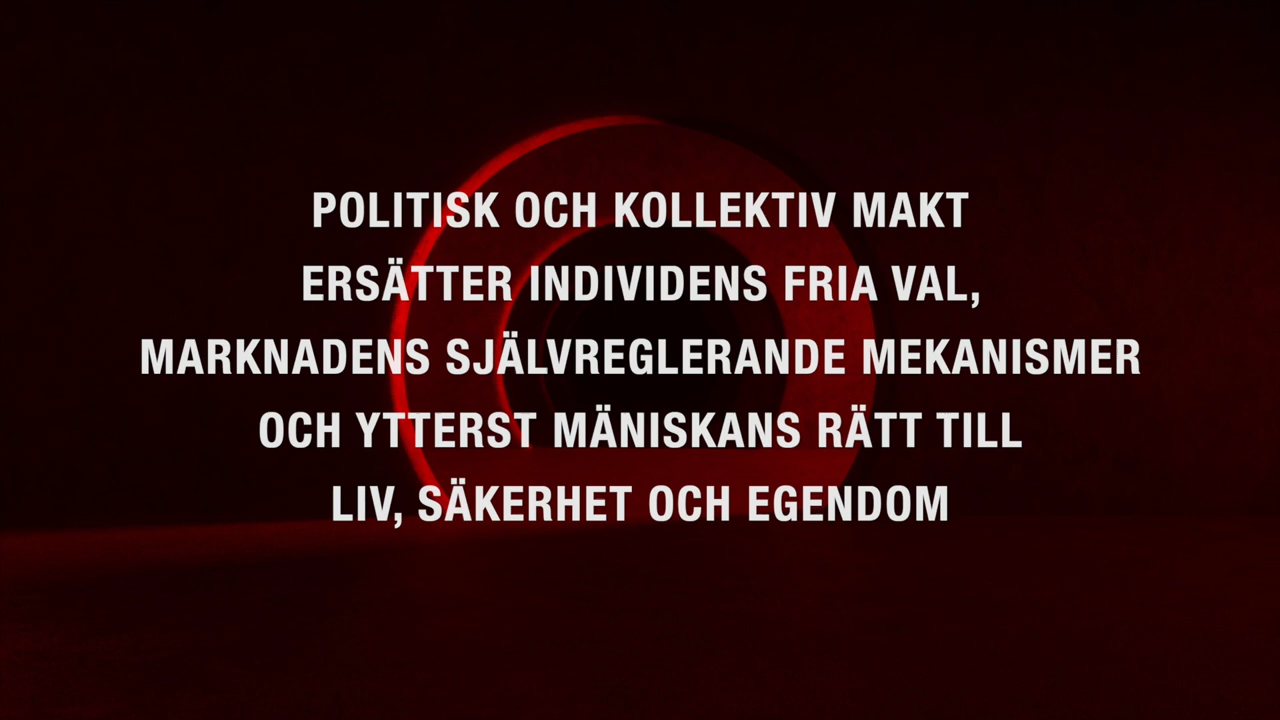 POLITISK OCH KOLLEKTIV MAKT
ERSÄTTER INDIVIDENS FRIA VAL,
MARKNADENS SJÄLVREGLERANDE MEKANISMER
OCH YTTERST MÄNISKANS RÄTT TILL
LIV, SÄKERHET OCH EGENDOM